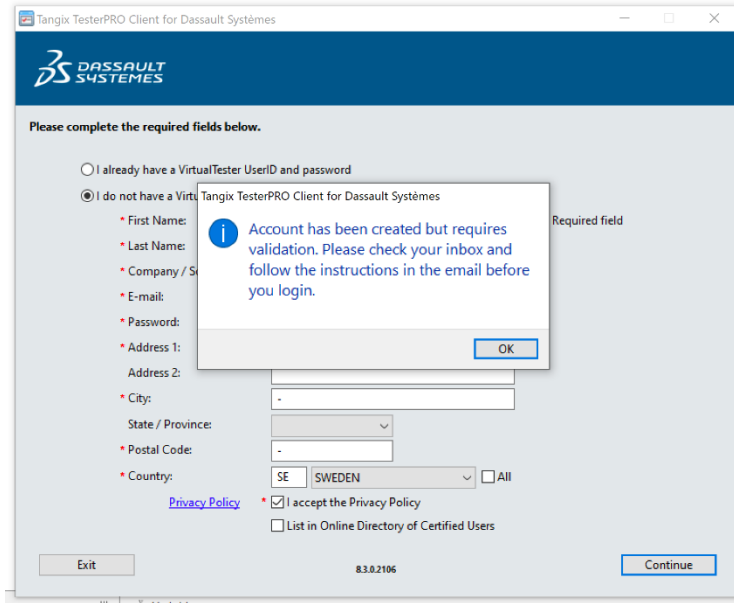 Tangix TesterPRO Client for Dassault Systèmes
DASSAULT
SYSTEMES
Please complete the required fields below.
I already have a VirtualTester UserID and password
I do not have a
Tangix TesterPRO Client for Dassault Systèmes
Account has been created but requires
validation. Please check your inbox and
follow the instructions in the email before
you login.
OK
* First Name:
Required field
* Last Name:
* Company /
* E-mail:
* Password:
* Address 1:
Address 2:
* City: -
State / Province:
* Postal Code: -
* Country: SE SWEDEN All
Privacy Policy * I accept the Privacy Policy
List in Online Directory of Certified Users
Exit
8.3.0.2106
Continue